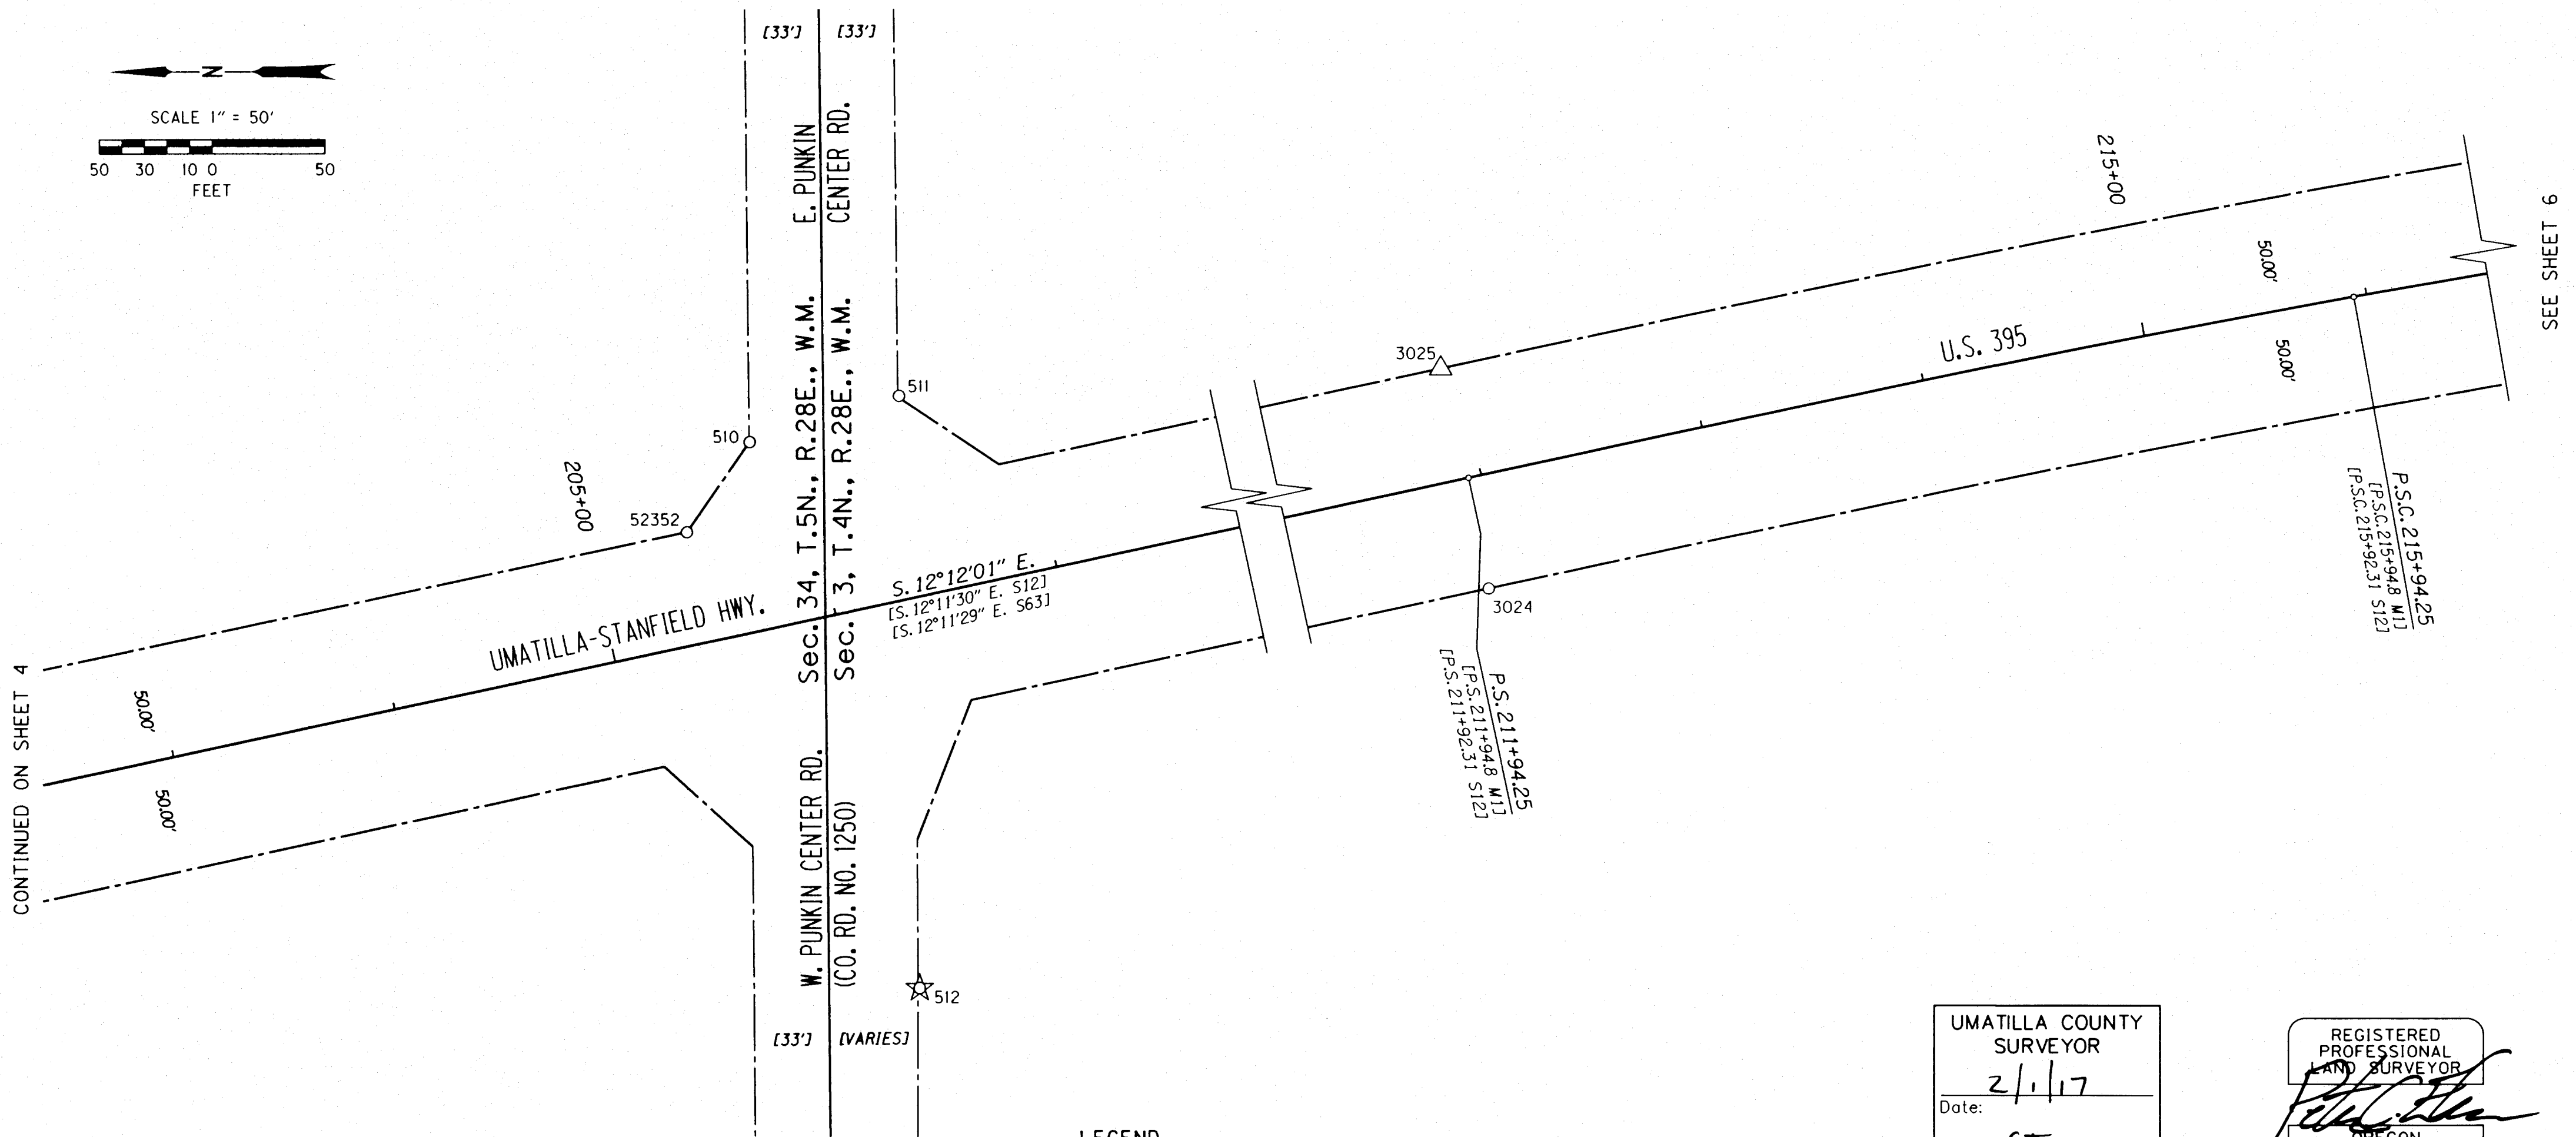 [33']
[33']
N
SCALE 1" = 50'
50 30 10 0 50
FEET
E. PUNKIN
CENTER RD.
Sec. 34, T.5N., R.28E., W.M.
Sec. 3, T.4N., R.28E., W.M.
215+00
SEE SHEET 6
50.00'
50.00'
U.S. 395
3025
511
510
205+00
52352
S. 12°12'01" E.
[S. 12°11'30" E. S12]
[S. 12°11'29" E. S63]
UMATILLA-STANFIELD HWY.
3024
P.S.C. 215+94.25
[P.S.C. 215+94.8 M1]
[P.S.C. 215+92.31 S12]
P.S. 211+94.25
[P.S. 211+94.8 M1]
[P.S. 211+92.31 S12]
CONTINUED ON SHEET 4
50.00'
50.00'
W. PUNKIN CENTER RD.
(CO. RD. NO. 1250)
512
[33']
[VARIES]
LEGEND
UMATILLA COUNTY
SURVEYOR
2/1/17
Date:
REGISTERED
PROFESSIONAL
LAND SURVEYOR
OREGON